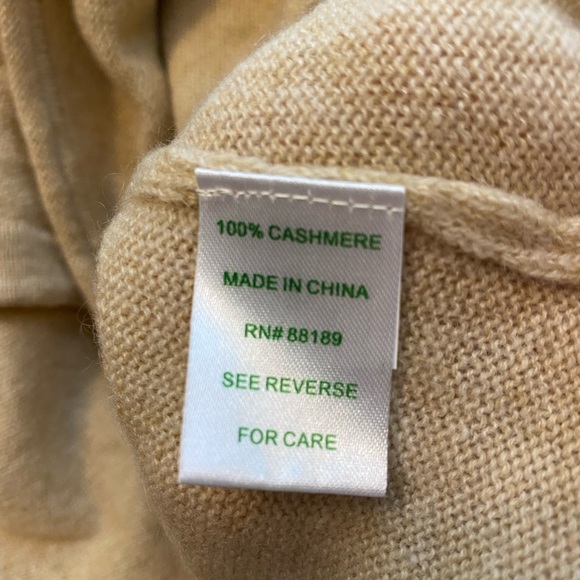 100% CASHMERE
MADE IN CHINA
RN# 88189
SEE REVERSE
FOR CARE